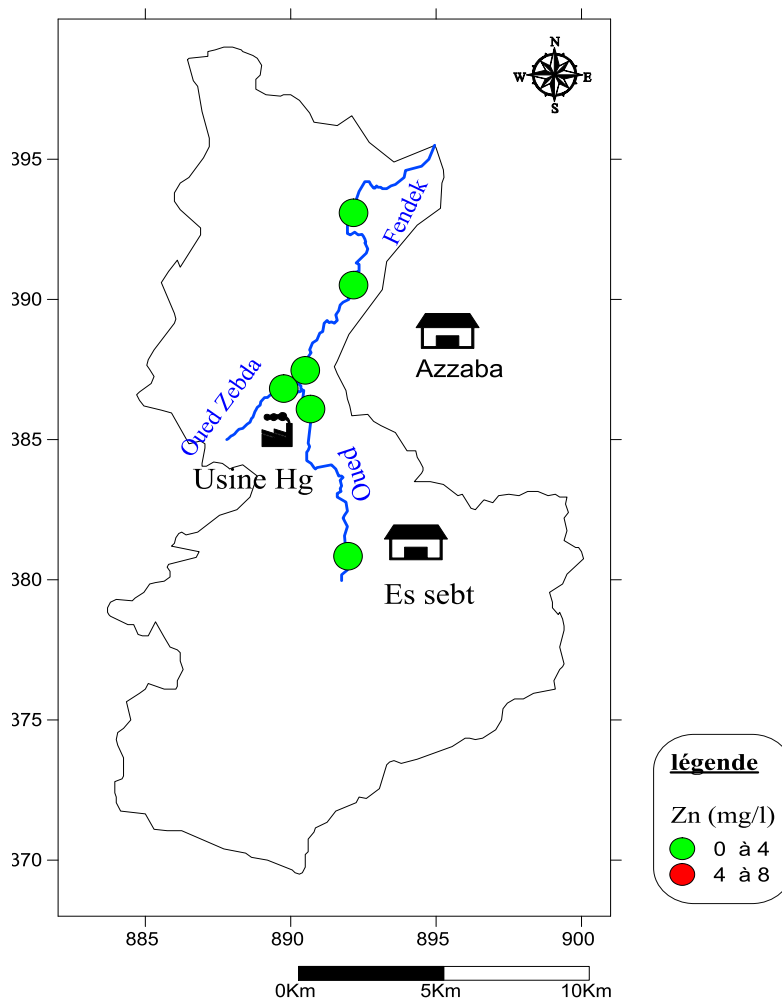 N
W E
S
395
Fendek
390
Azzaba
Oued Zebda
385
Usine Hg
Oued
380
Es sebt
375
légende
Zn (mg/l)
0 à 4
4 à 8
370
885 890 895 900
0Km 5Km 10Km